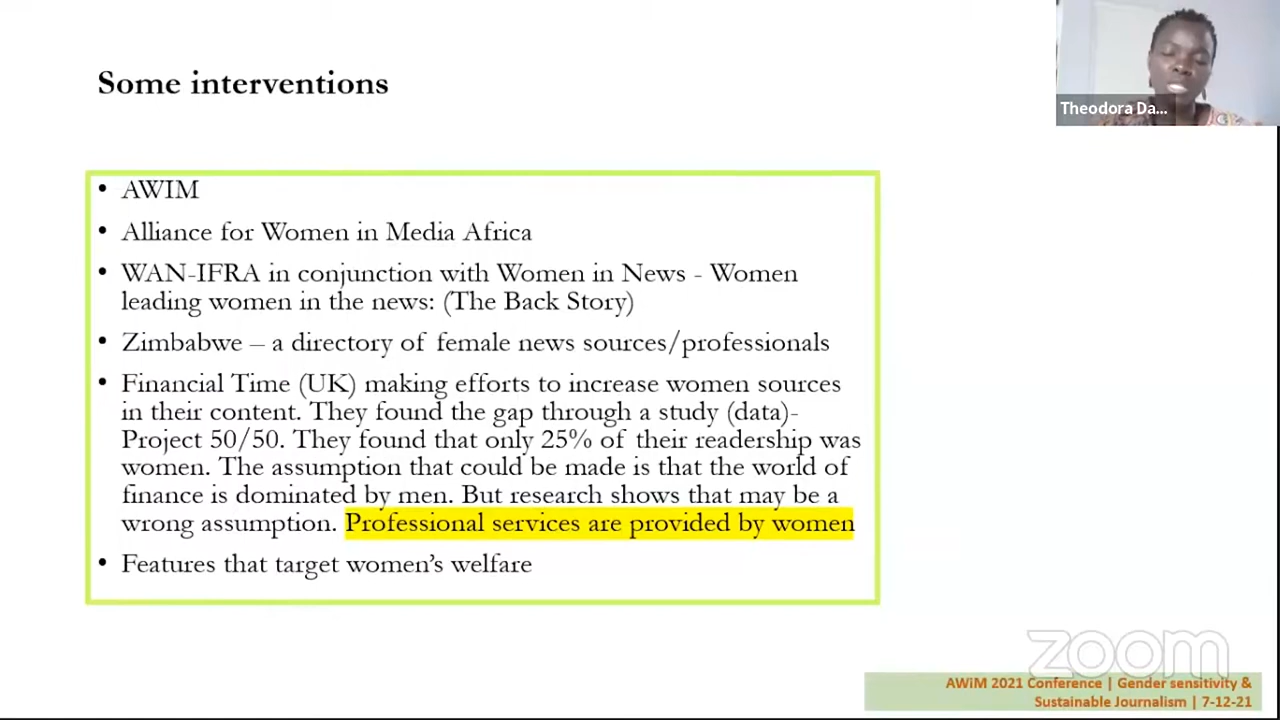 Some interventions
Theodora Da...
• AWIM
• Alliance for Women in Media Africa
• WAN-IFRA in conjunction with Women in News - Women
leading women in the news: (The Back Story)
• Zimbabwe – a directory of female news sources/professionals
• Financial Time (UK) making efforts to increase women sources
in their content. They found the gap through a study (data)-
Project 50/50. They found that only 25% of their readership was
women. The assumption that could be made is that the world of
finance is dominated by men. But research shows that may be a
wrong assumption. Professional services are provided by women
• Features that target women’s welfare
zoom
AWiM 2021 Conference | Gender sensitivity &
Sustainable Journalism | 7-12-21